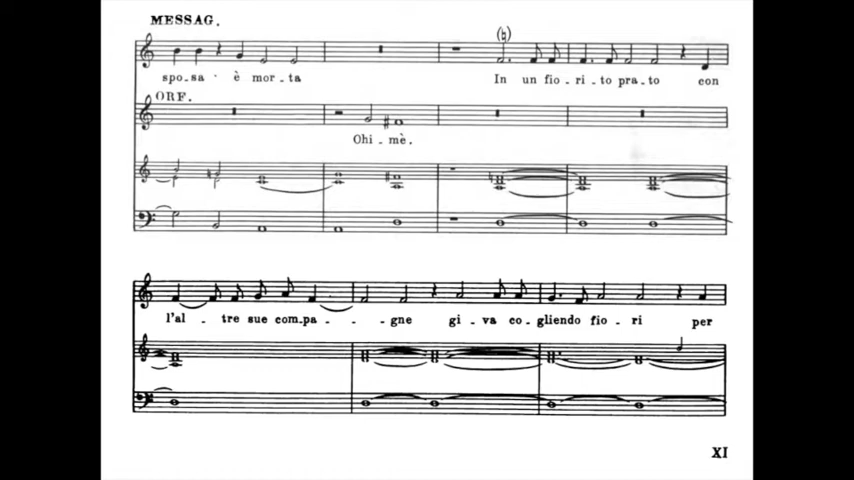 MESSAG.
spo-sa è mor-ta In un fio-ri-to pra-to con
ORF.
Ohi-mè.
l'al-tre sue com-pa--gne gi-va co-gliendo fio-ri per
XI